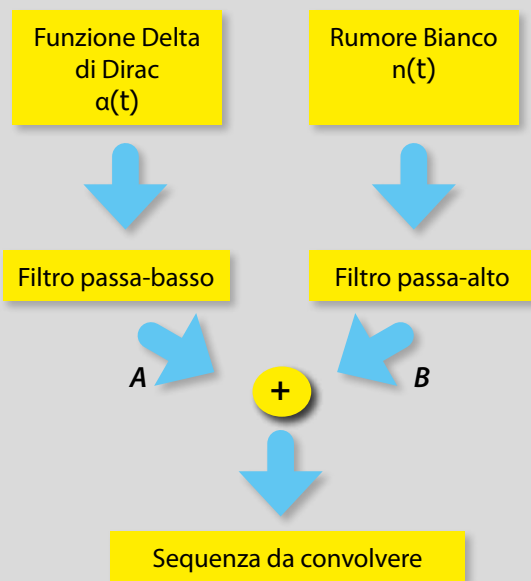 Funzione Delta
di Dirac
α(t)
Rumore Bianco
n(t)
Filtro passa-basso
Filtro passa-alto
A
B
+
Sequenza da convolvere